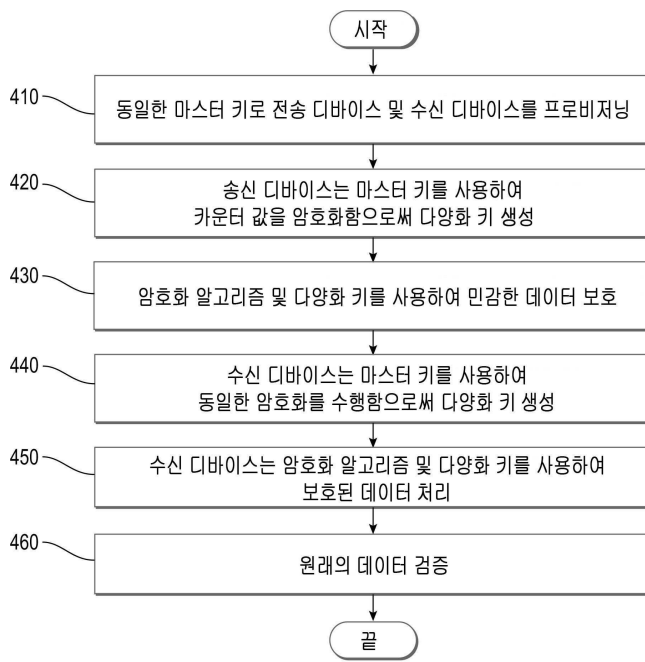 시작
410
동일한 마스터 키로 전송 디바이스 및 수신 디바이스를 프로비저닝
420
송신 디바이스는 마스터 키를 사용하여
카운터 값을 암호화함으로써 다양화 키 생성
430
암호화 알고리즘 및 다양화 키를 사용하여 민감한 데이터 보호
440
수신 디바이스는 마스터 키를 사용하여
동일한 암호화를 수행함으로써 다양화 키 생성
450
수신 디바이스는 암호화 알고리즘 및 다양화 키를 사용하여
보호된 데이터 처리
460
원래의 데이터 검증
끝